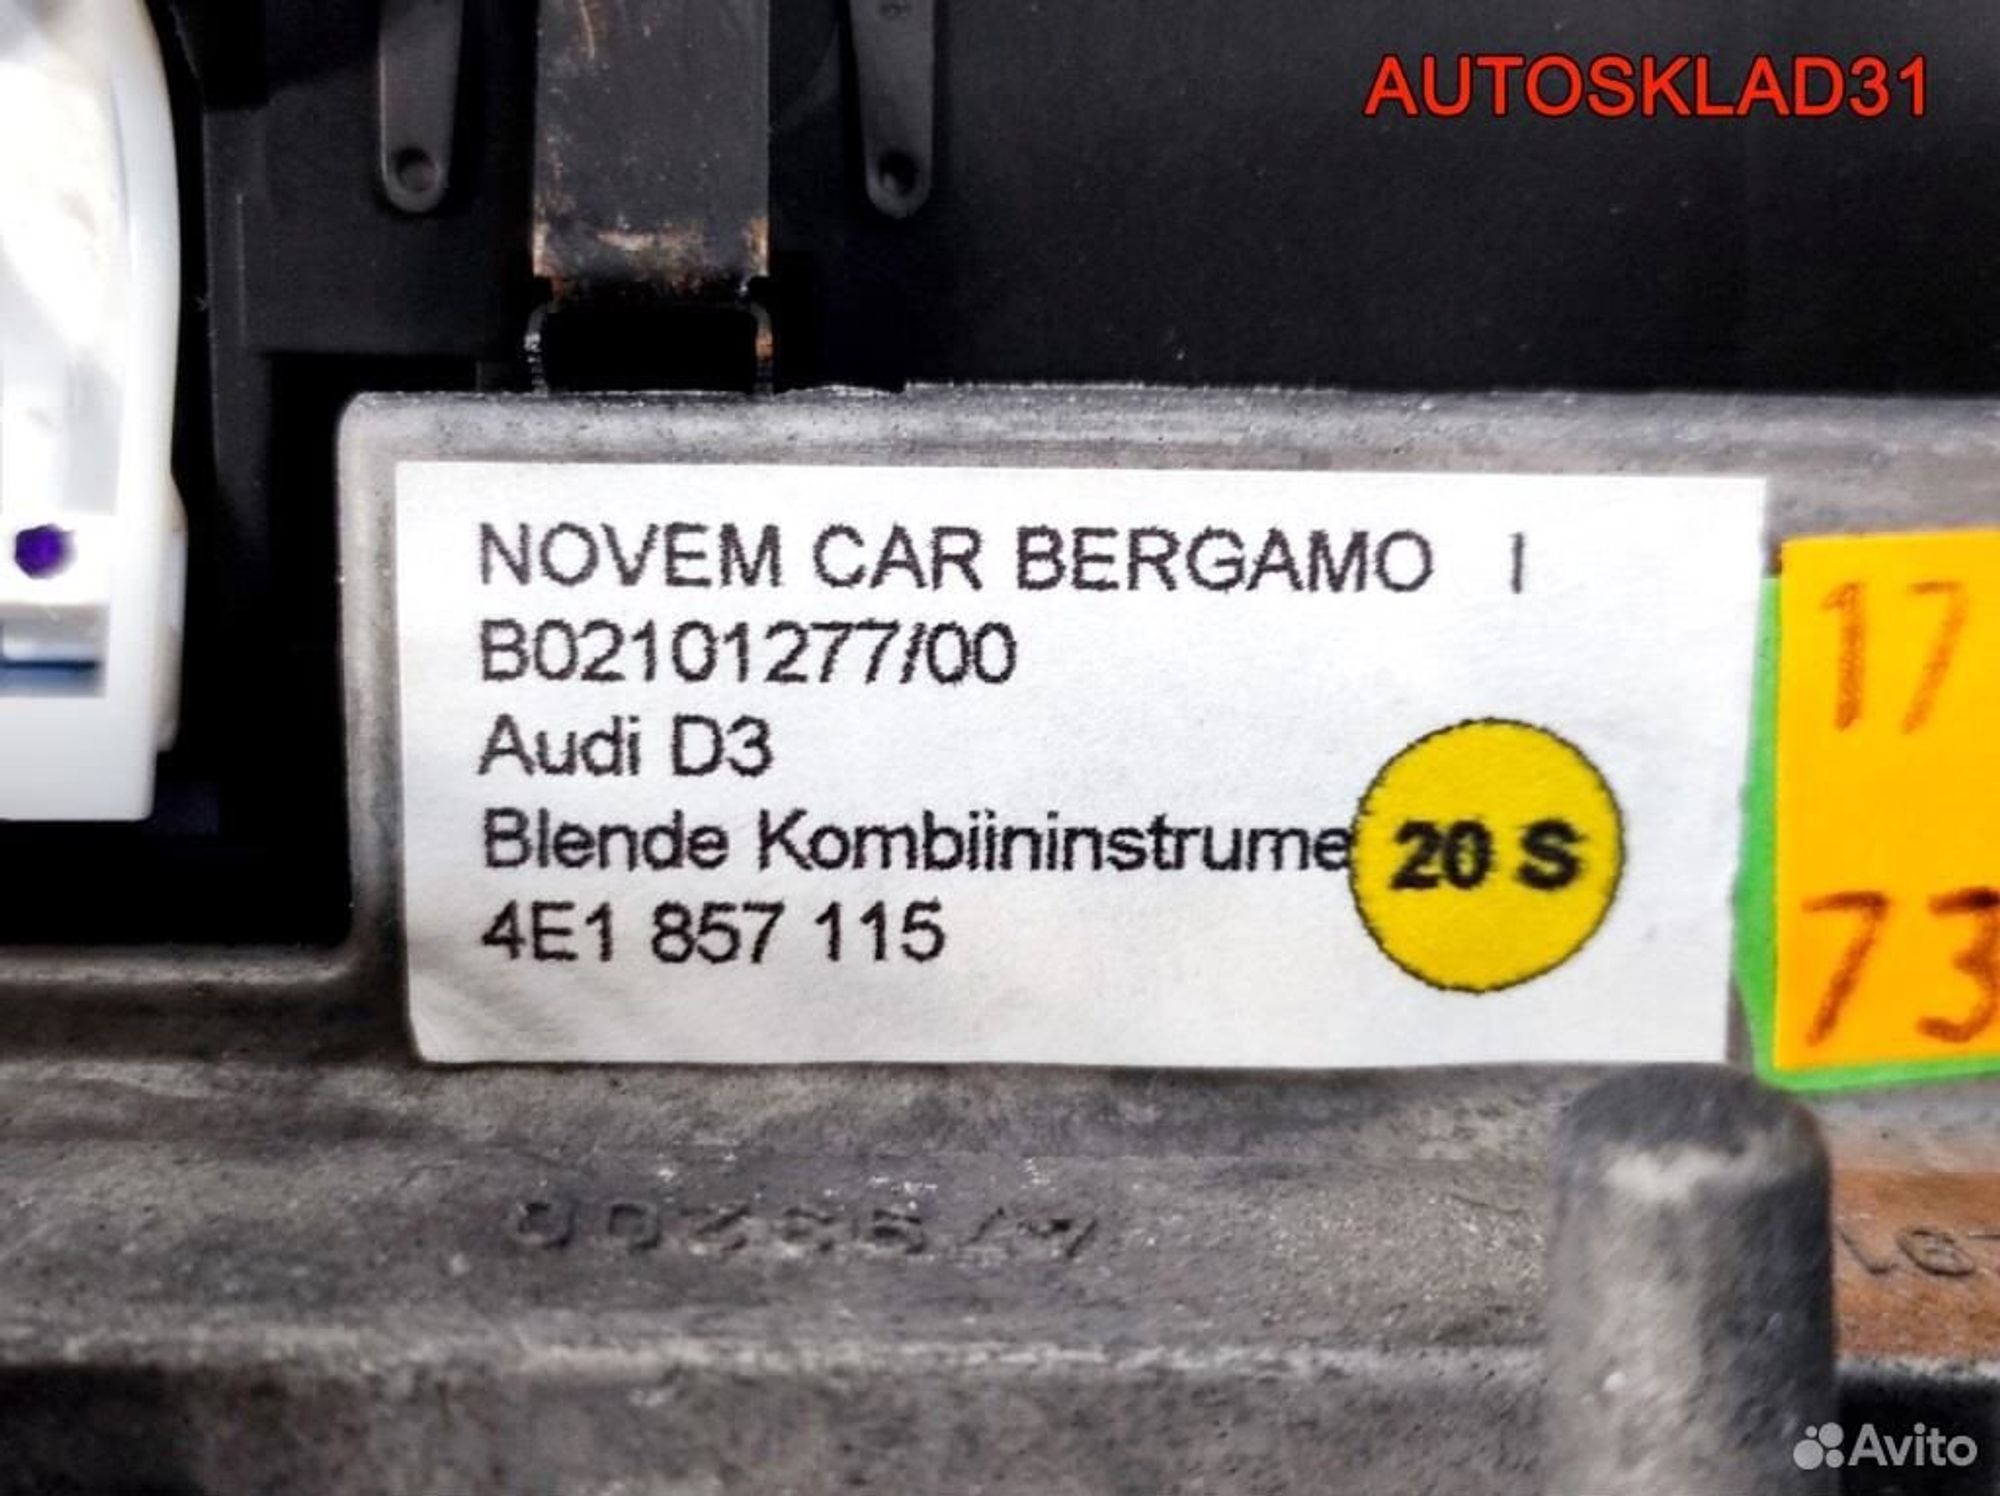 AUTOSKLAD31
NOVEM CAR BERGAMO I
B02101277/00
Audi D3
Blende Kombiininstrume
20 S
4E1 857 115
17
73
Avito